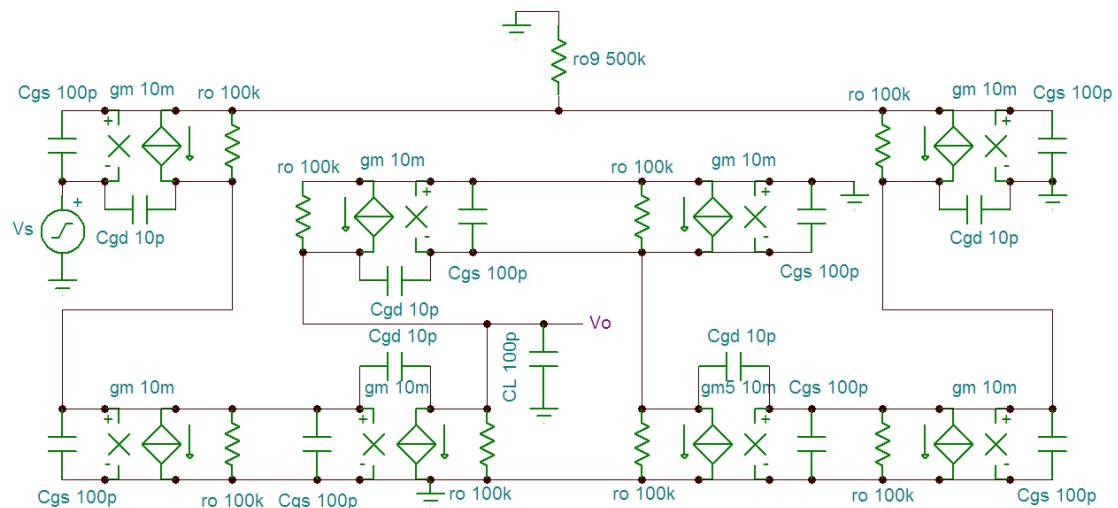 ro9 500k
Cgs 100p
gm 10m
ro 100k
ro 100k
gm 10m
Cgs 100p
+
-
+
-
ro 100k
gm 10m
ro 100k
gm 10m
+
-
+
-
+
Vs
Cgd 10p
Cgd 10p
Cgs 100p
Cgs 100p
Cgd 10p
Vo
Cgd 10p
CL 100p
Cgd 10p
gm 10m
gm 10m
gm5 10m
Cgs 100p
gm 10m
+
-
+
-
+
-
+
-
Cgs 100p
ro 100k
Cgs 100p
ro 100k
ro 100k
ro 100k
Cgs 100p